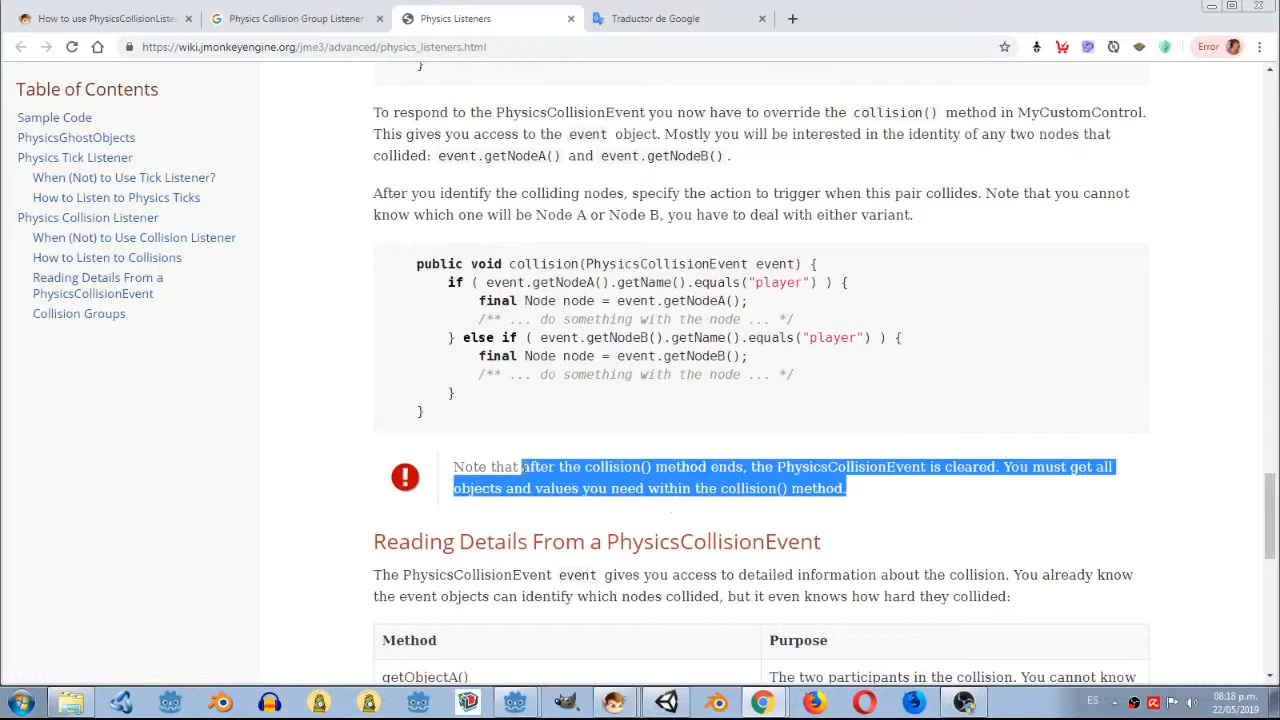 How to use PhysicsCollisionListe
Physics Collision Group Listener
Physics Listeners
Traductor de Google
https://wiki.jmonkeyengine.org/jme3/advanced/physics_listeners.html
Error
Table of Contents
Sample Code
PhysicsGhostObjects
Physics Tick Listener
When (Not) to Use Tick Listener?
How to Listen to Physics Ticks
Physics Collision Listener
When (Not) to Use Collision Listener
How to Listen to Collisions
Reading Details From a
PhysicsCollisionEvent
Collision Groups
}
To respond to the PhysicsCollisionEvent you now have to override the collision() method in MyCustomControl.
This gives you access to the event object. Mostly you will be interested in the identity of any two nodes that
collided: event.getNodeA() and event.getNodeB().
After you identify the colliding nodes, specify the action to trigger when this pair collides. Note that you cannot
know which one will be Node A or Node B, you have to deal with either variant.
public void collision(PhysicsCollisionEvent event) {
if ( event.getNodeA().getName().equals("player") ) {
final Node node = event.getNodeA();
/** ... do something with the node ... */
} else if ( event.getNodeB().getName().equals("player") ) {
final Node node = event.getNodeB();
/** ... do something with the node ... */
}
}
Note that after the collision() method ends, the PhysicsCollisionEvent is cleared. You must get all
objects and values you need within the collision() method.
Reading Details From a PhysicsCollisionEvent
The PhysicsCollisionEvent event gives you access to detailed information about the collision. You already know
the event objects can identify which nodes collided, but it even knows how hard they collided:
Method Purpose
getObjectA() The two participants in the collision. You cannot know
ES
08:18 p.m.
22/05/2019